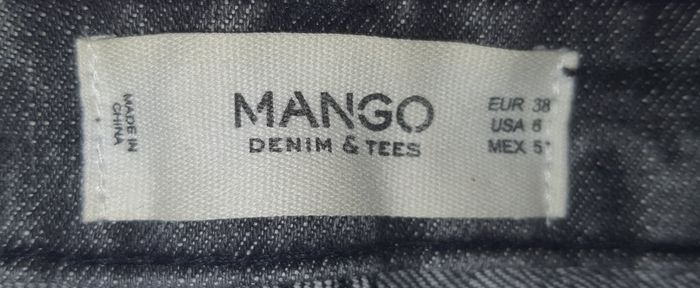 MADE IN
CHINA
MANGO
DENIM & TEES
EUR 38
USA 6
MEX 5*